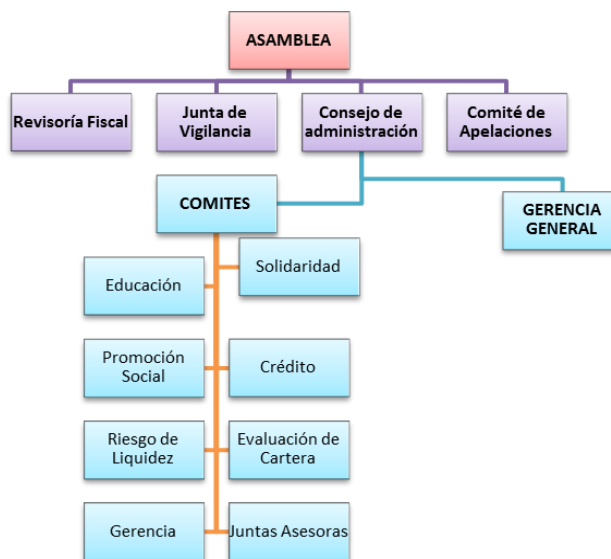 ASAMBLEA
Revisoría Fiscal
Junta de
Vigilancia
Consejo de
administración
Comité de
Apelaciones
COMITES
GERENCIA
GENERAL
Educación
Solidaridad
Promoción
Social
Crédito
Riesgo de
Liquidez
Evaluación de
Cartera
Gerencia
Juntas Asesoras